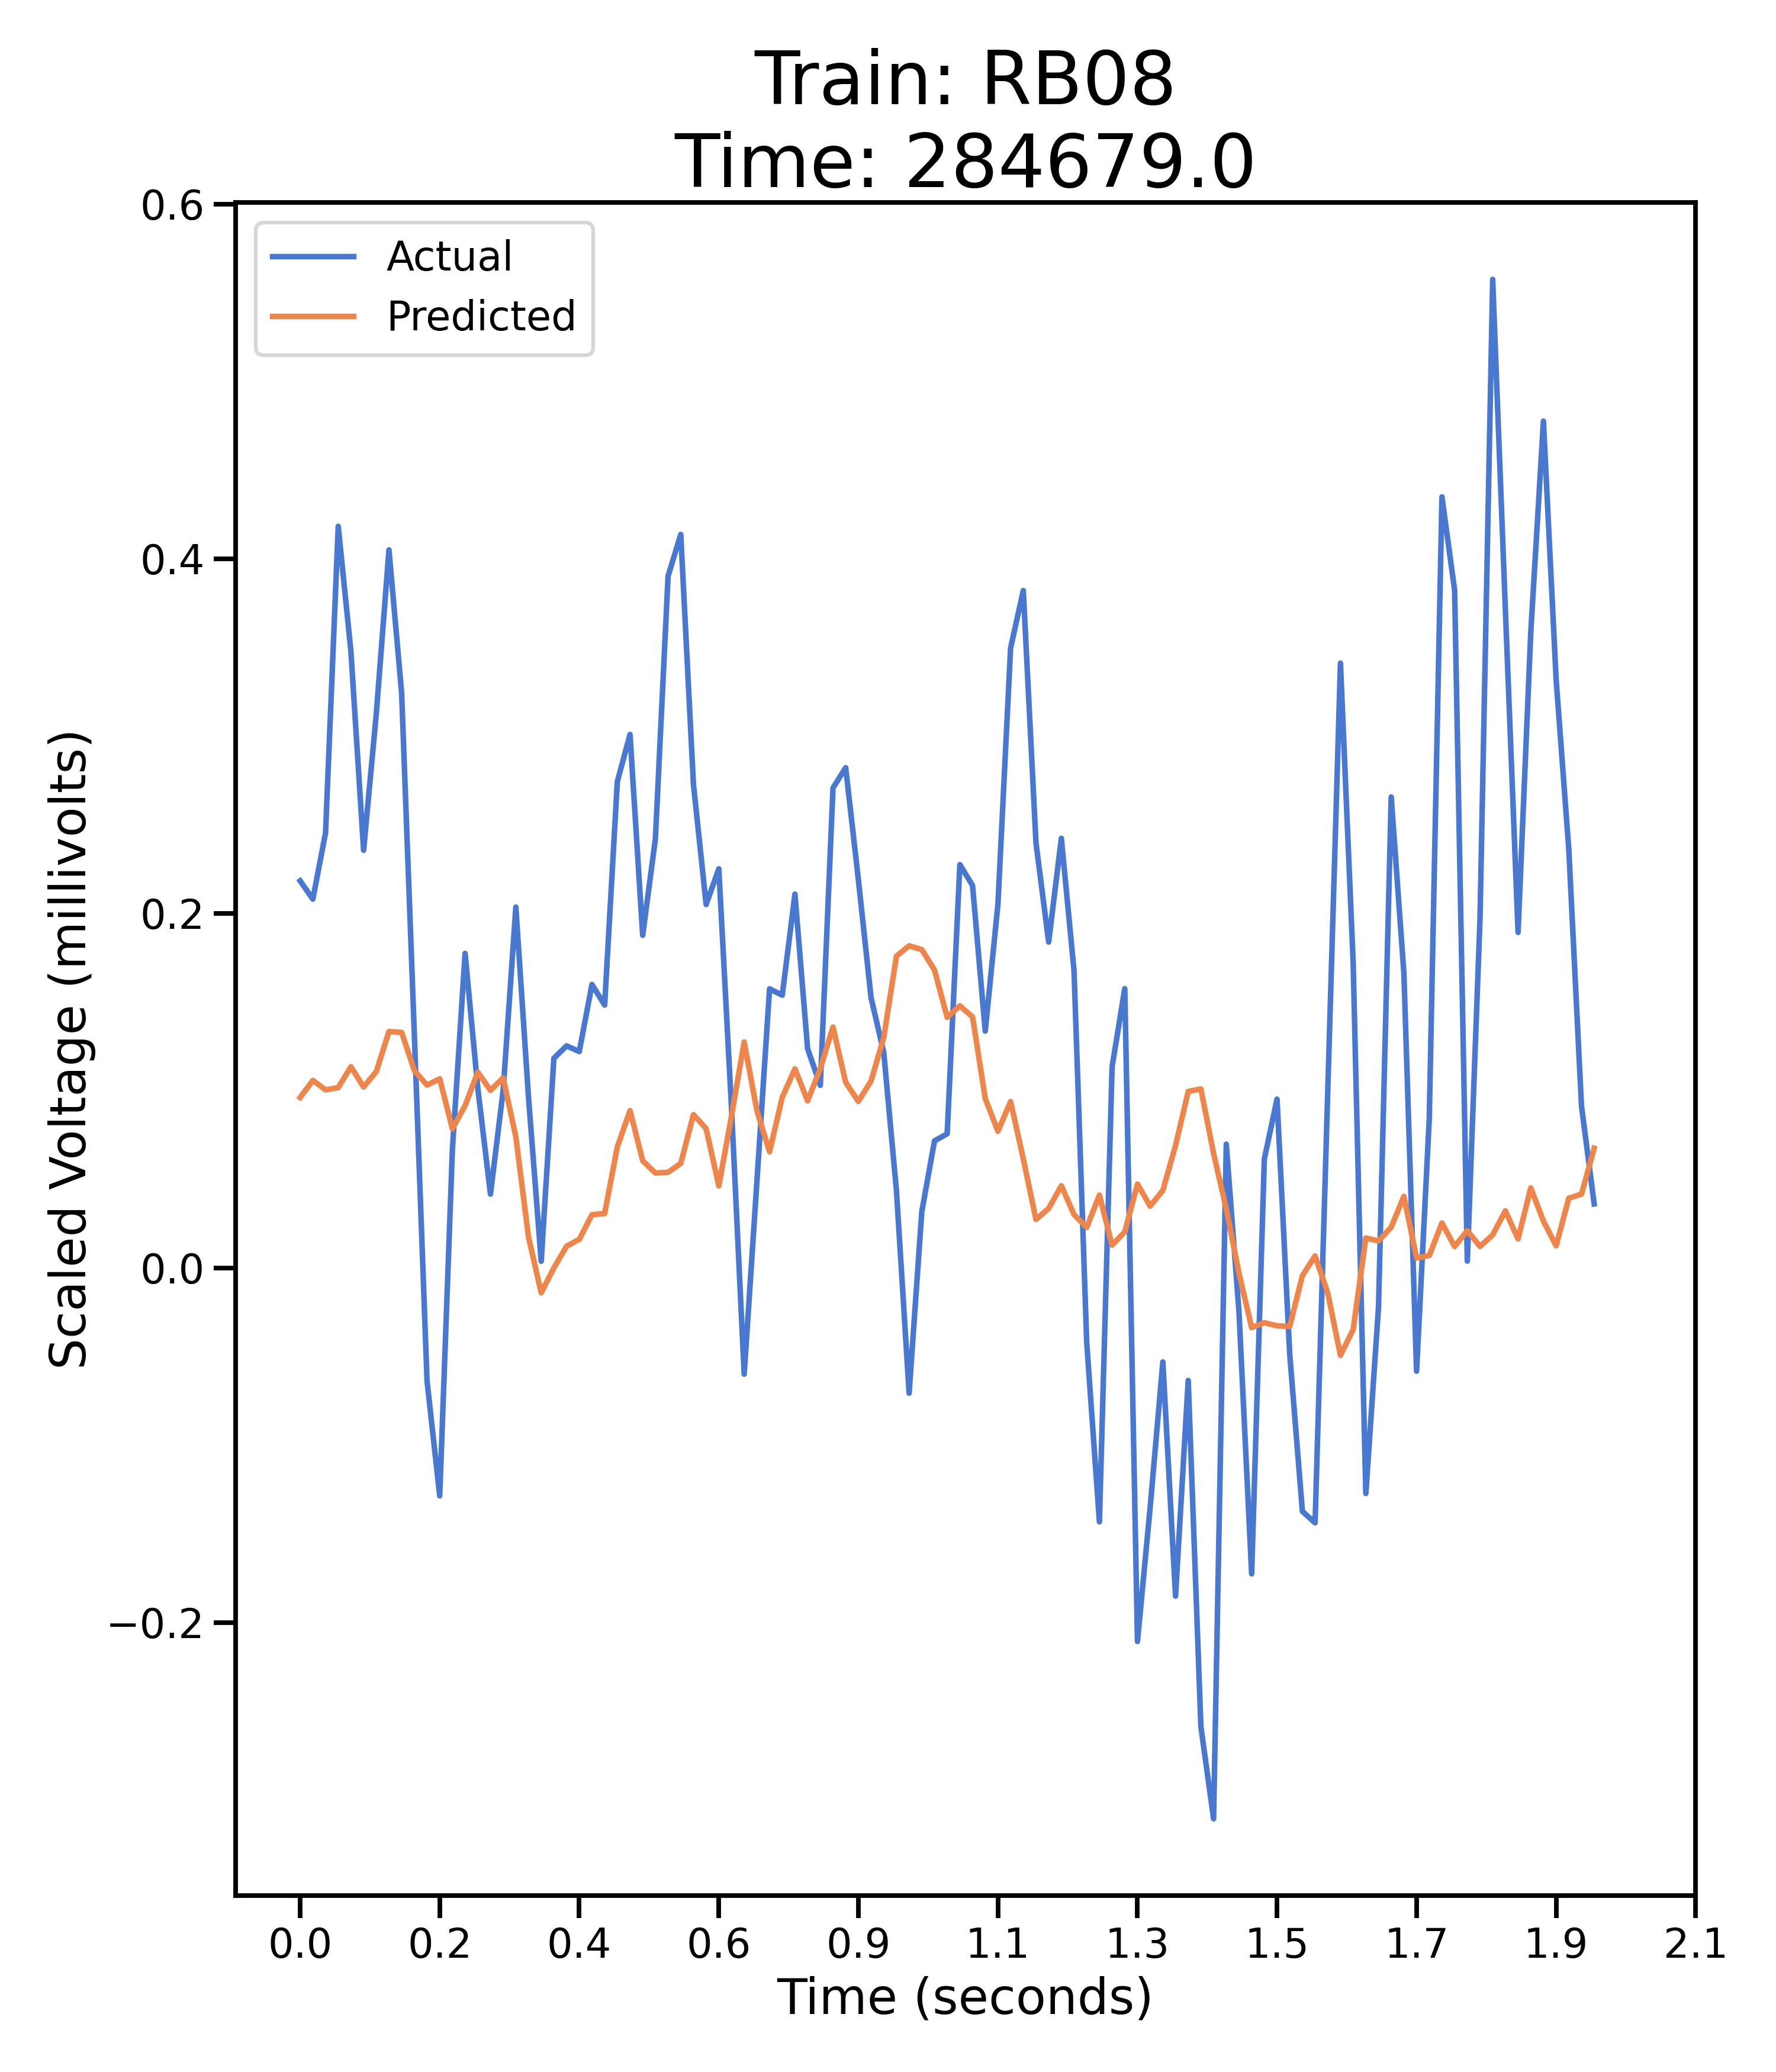 Train: RB08
Time: 284679.0
Actual
Predicted
Scaled Voltage (millivolts)
0.6
0.4
0.2
0.0
−0.2
0.0 0.2 0.4 0.6 0.9 1.1 1.3 1.5 1.7 1.9 2.1
Time (seconds)